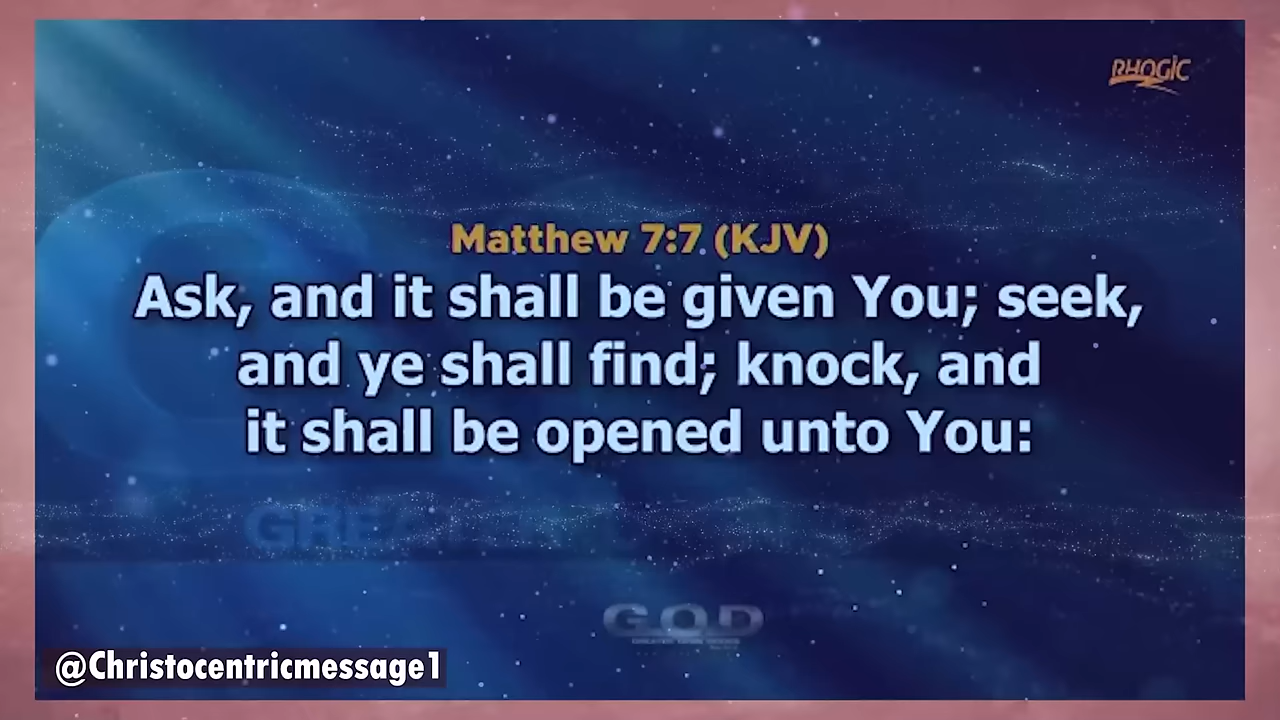 RHOGIC
Matthew 7:7 (KJV)
Ask, and it shall be given You; seek,
and ye shall find; knock, and
it shall be opened unto You:
G.O.D
@Christocentricmessage1